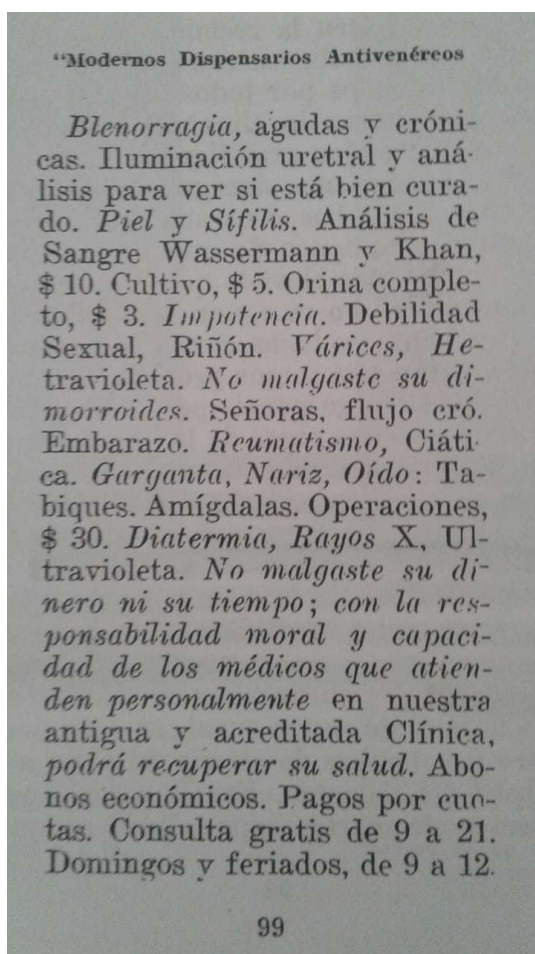 “Modernos Dispensarios Antivenéreos
Blenorragia, agudas y cróni-
cas. Iluminación uretral y aná-
lisis para ver si está bien cura-
do. Piel y Sífilis. Análisis de
Sangre Wassermann y Khan,
$ 10. Cultivo, $ 5. Orina comple-
to, $ 3. Impotencia. Debilidad
Sexual, Riñón. Várices, He-
travioleta. No malgaste su di-
morroides. Señoras, flujo cró.
Embarazo. Reumatismo, Ciáti-
ca. Garganta, Nariz, Oído: Ta-
biques. Amígdalas. Operaciones,
$ 30. Diatermia, Rayos X, Ul-
travioleta. No malgaste su di-
nero ni su tiempo; con la res-
ponsabilidad moral y capaci-
dad de los médicos que atien-
den personalmente en nuestra
antigua y acreditada Clínica,
podrá recuperar su salud. Abo-
nos económicos. Pagos por cuo-
tas. Consulta gratis de 9 a 21.
Domingos y feriados, de 9 a 12.
99